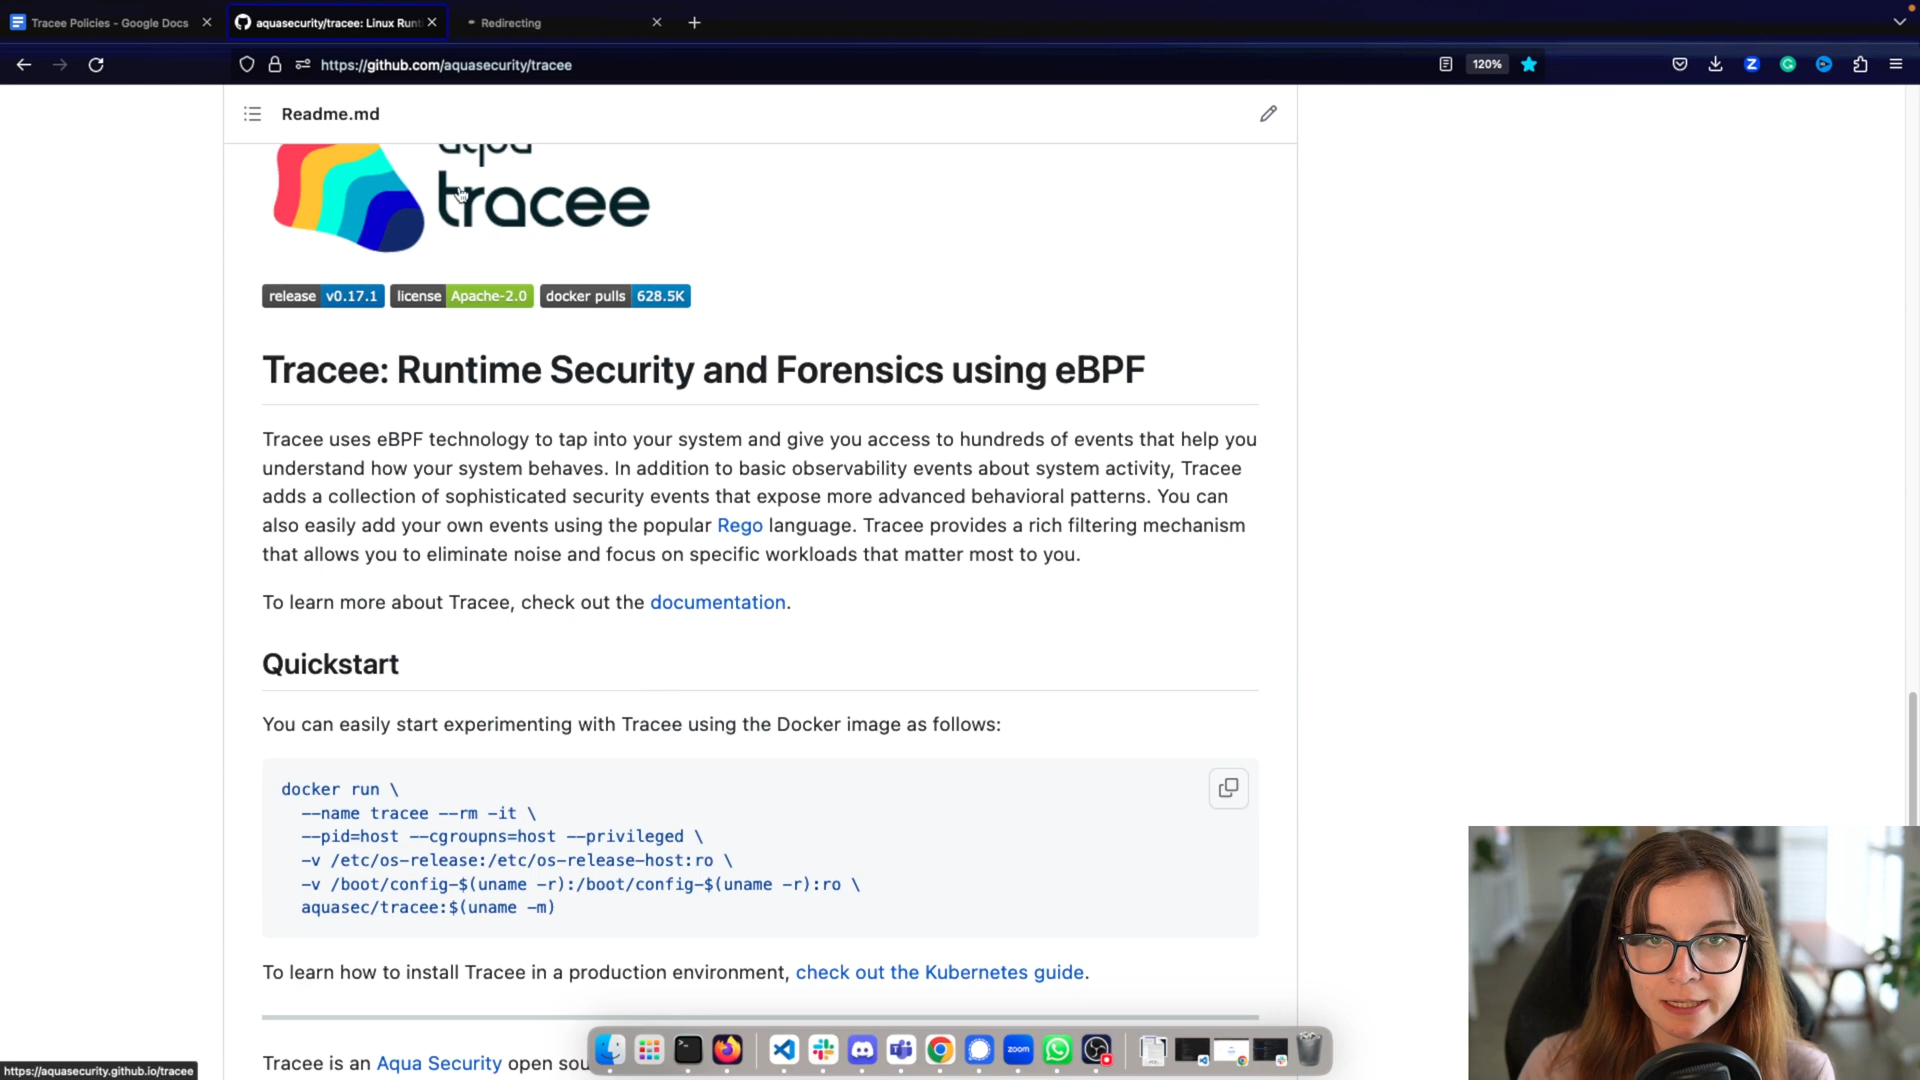 Tracee Policies - Google Docs
aquasecurity/tracee: Linux Runt
Redirecting
https://github.com/aquasecurity/tracee
120%
Readme.md
aqua
tracee
release v0.17.1 license Apache-2.0 docker pulls 628.5K
Tracee: Runtime Security and Forensics using eBPF
Tracee uses eBPF technology to tap into your system and give you access to hundreds of events that help you
understand how your system behaves. In addition to basic observability events about system activity, Tracee
adds a collection of sophisticated security events that expose more advanced behavioral patterns. You can
also easily add your own events using the popular Rego language. Tracee provides a rich filtering mechanism
that allows you to eliminate noise and focus on specific workloads that matter most to you.
To learn more about Tracee, check out the documentation.
Quickstart
You can easily start experimenting with Tracee using the Docker image as follows:
docker run \
--name tracee --rm -it \
--pid=host --cgroupns=host --privileged \
-v /etc/os-release:/etc/os-release-host:ro \
-v /boot/config-$(uname -r):/boot/config-$(uname -r):ro \
aquasec/tracee:$(uname -m)
To learn how to install Tracee in a production environment, check out the Kubernetes guide.
Tracee is an Aqua Security open sou
zoom
https://aquasecurity.github.io/tracee